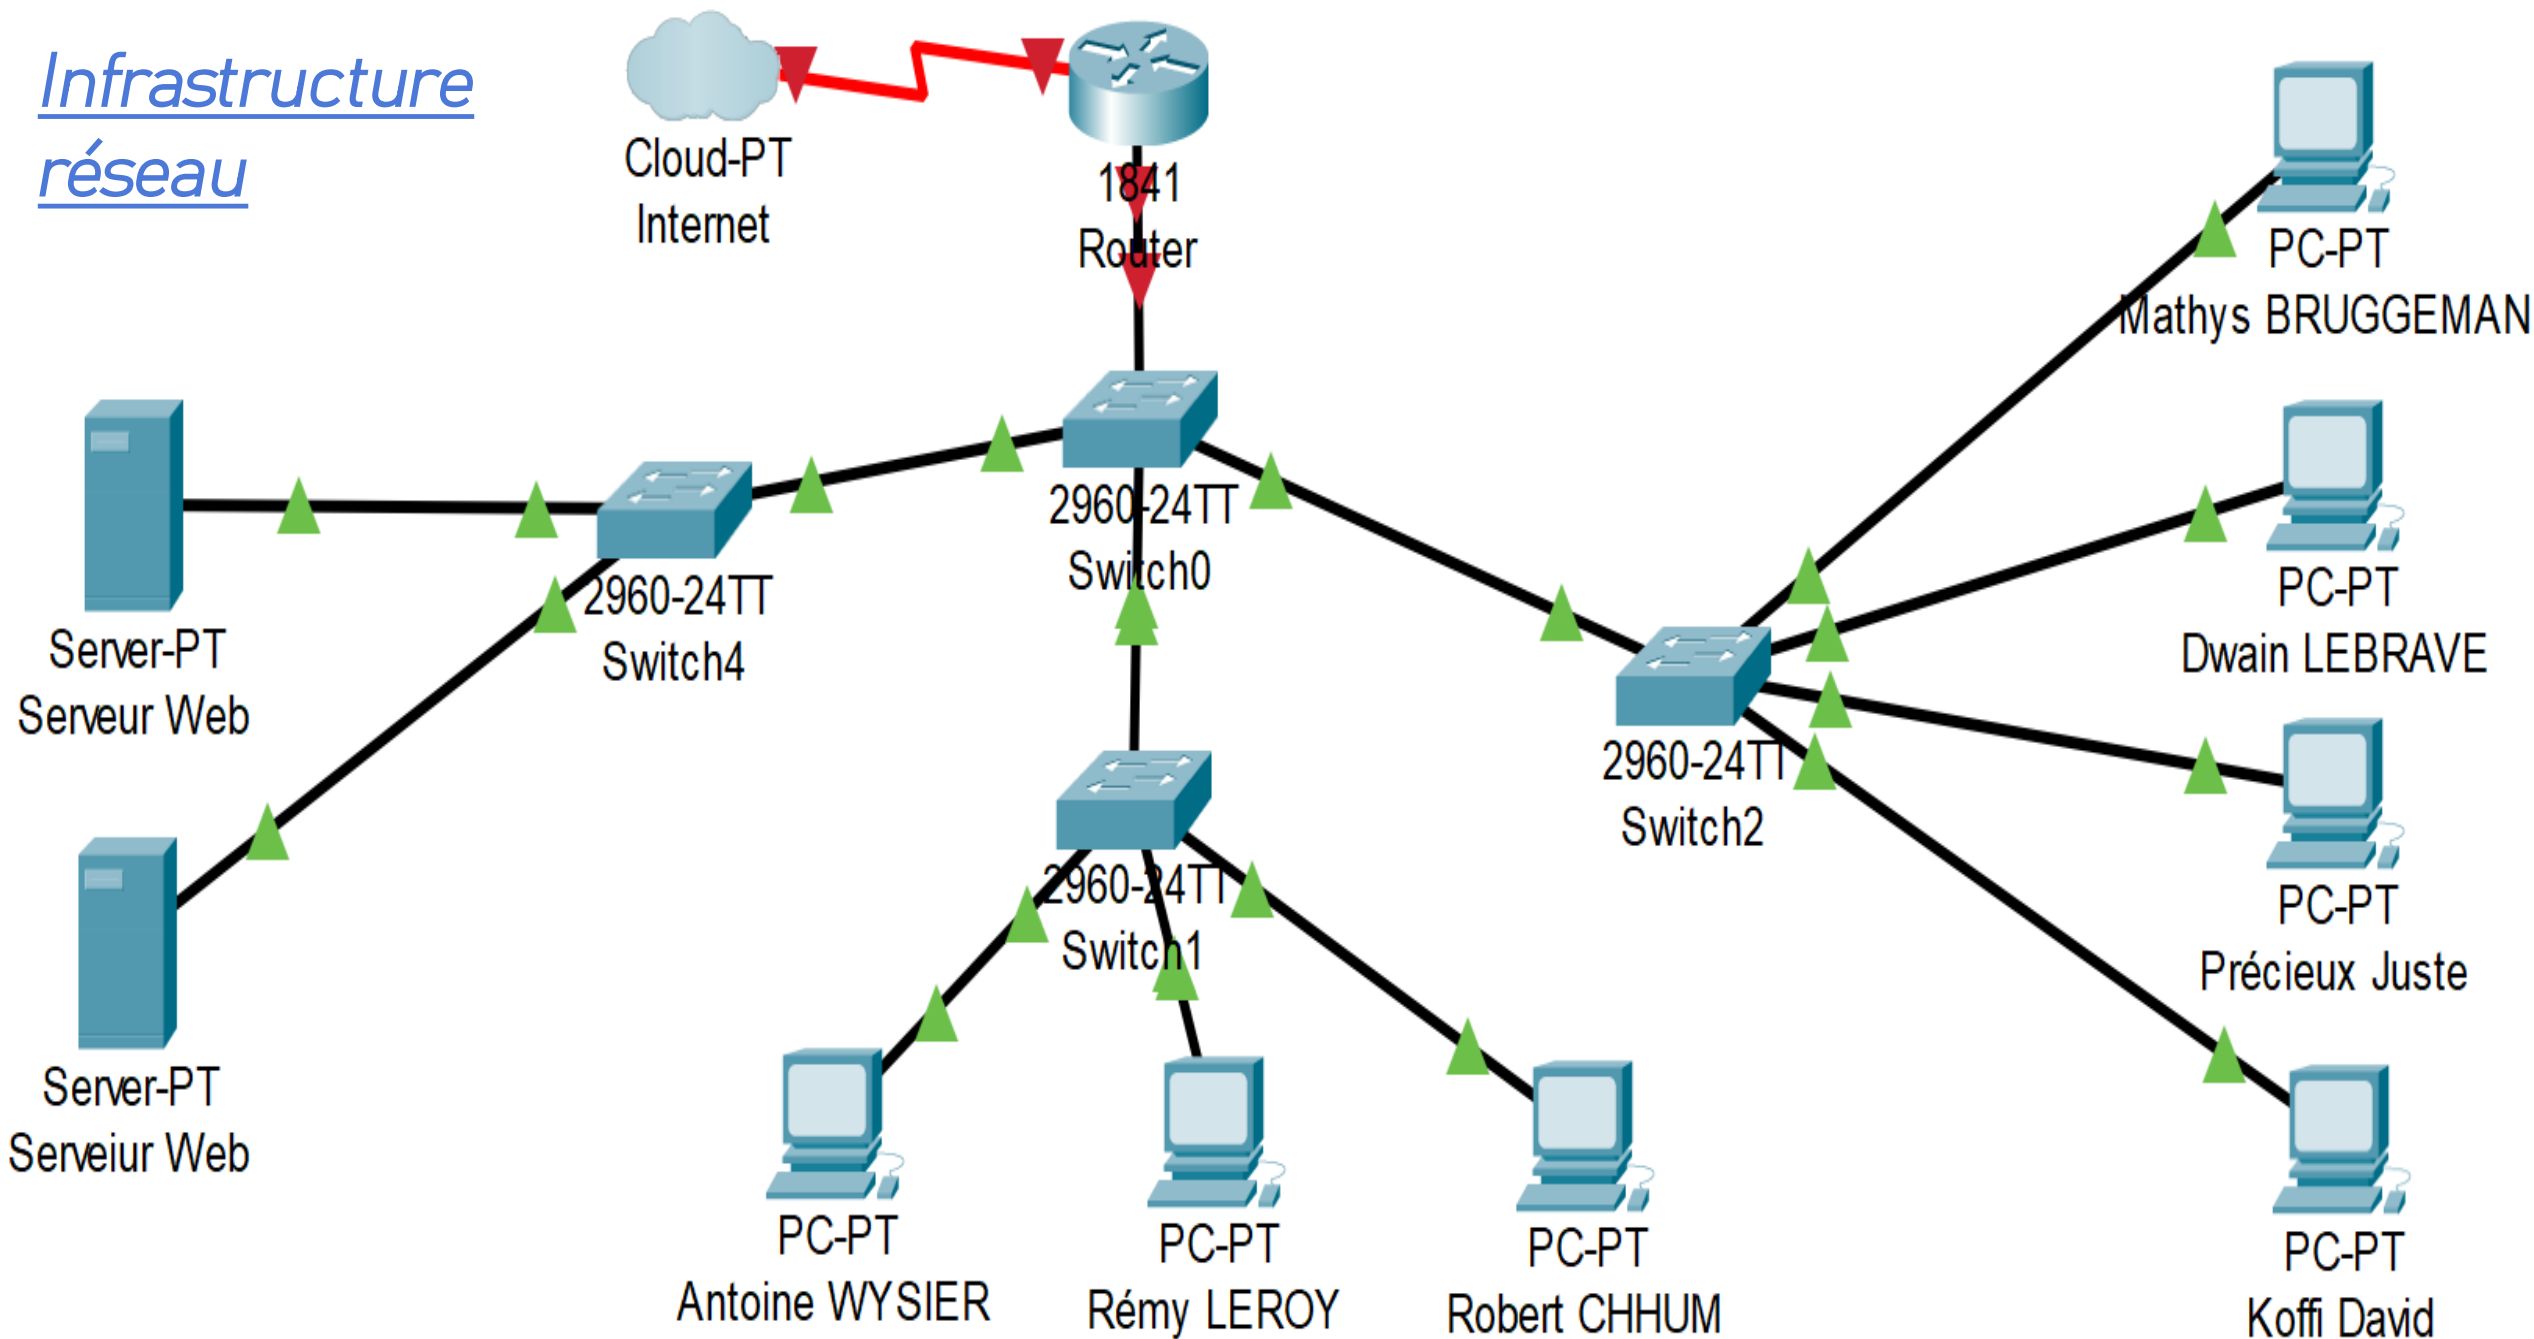 Infrastructure
réseau
Cloud-PT
Internet
1841
Router
PC-PT
Mathys BRUGGEMAN
2960-24TT
Switch0
Server-PT
Serveur Web
2960-24TT
Switch4
PC-PT
Dwain LEBRAVE
2960-24TT
Switch2
2960-24TT
Switch1
PC-PT
Précieux Juste
Server-PT
Serveiur Web
PC-PT
Antoine WYSIER
PC-PT
Rémy LEROY
PC-PT
Robert CHHUM
PC-PT
Koffi David